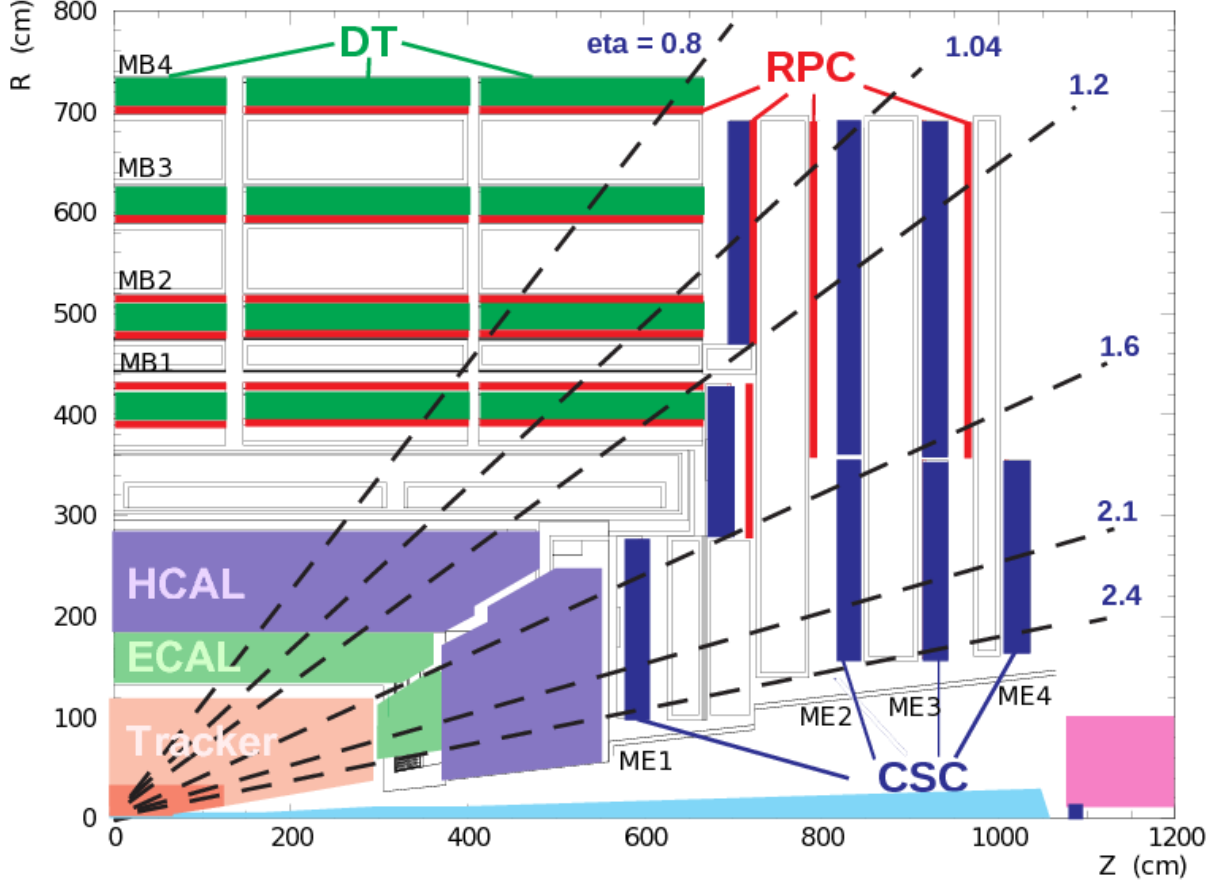 800
R (cm)
DT
eta = 0.8
1.04
MB4
RPC
1.2
700
MB3
600
MB2
500
MB1
1.6
400
300
2.1
HCAL
2.4
200
ECAL
ME4
100
ME2
ME3
Tracker
ME1
CSC
0
0
200
400
600
800
1000
1200
Z (cm)